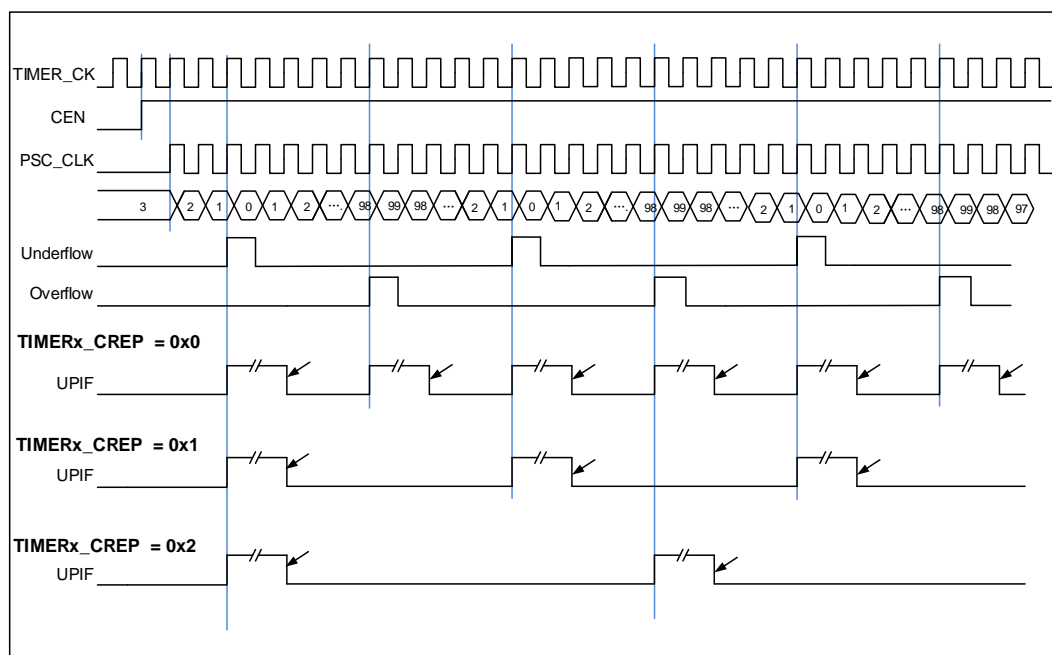 TIMER_CK
CEN
PSC_CLK
3 2 1 0 1 2 .... 98 99 98 ... 2 1 0 1 2 .... 98 99 98 ... 2 1 0 1 2 ... 98 99 98 97
Underflow
Overflow
TIMERx_CREP = 0x0
UPIF
TIMERx_CREP = 0x1
UPIF
TIMERx_CREP = 0x2
UPIF